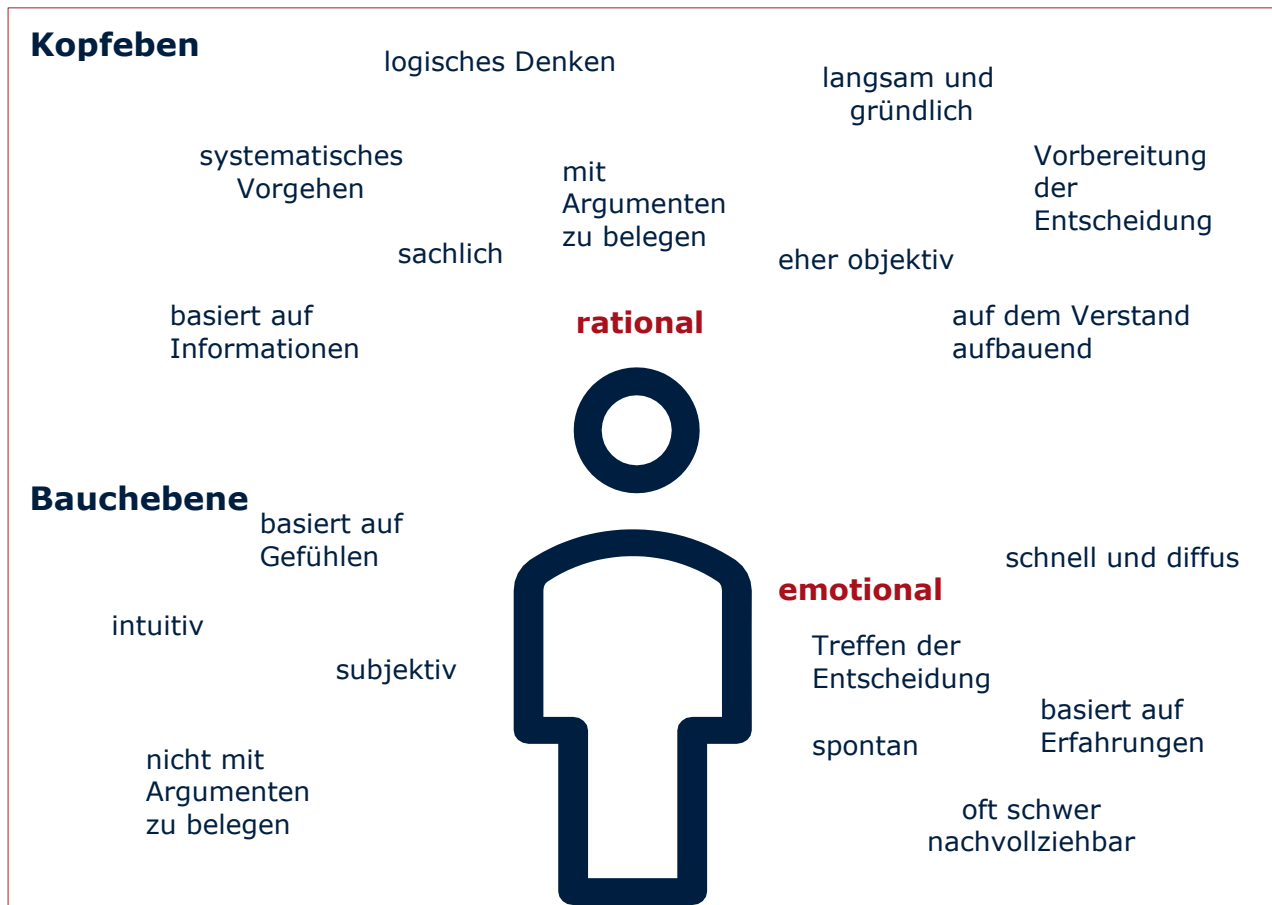 Kopfeben
logisches Denken
langsam und
gründlich
systematisches
Vorgehen
mit
Argumenten
zu belegen
Vorbereitung
der
Entscheidung
sachlich
eher objektiv
basiert auf
Informationen
rational
auf dem Verstand
aufbauend
Bauchebene
basiert auf
Gefühlen
schnell und diffus
emotional
intuitiv
subjektiv
Treffen der
Entscheidung
basiert auf
Erfahrungen
spontan
nicht mit
Argumenten
zu belegen
oft schwer
nachvollziehbar